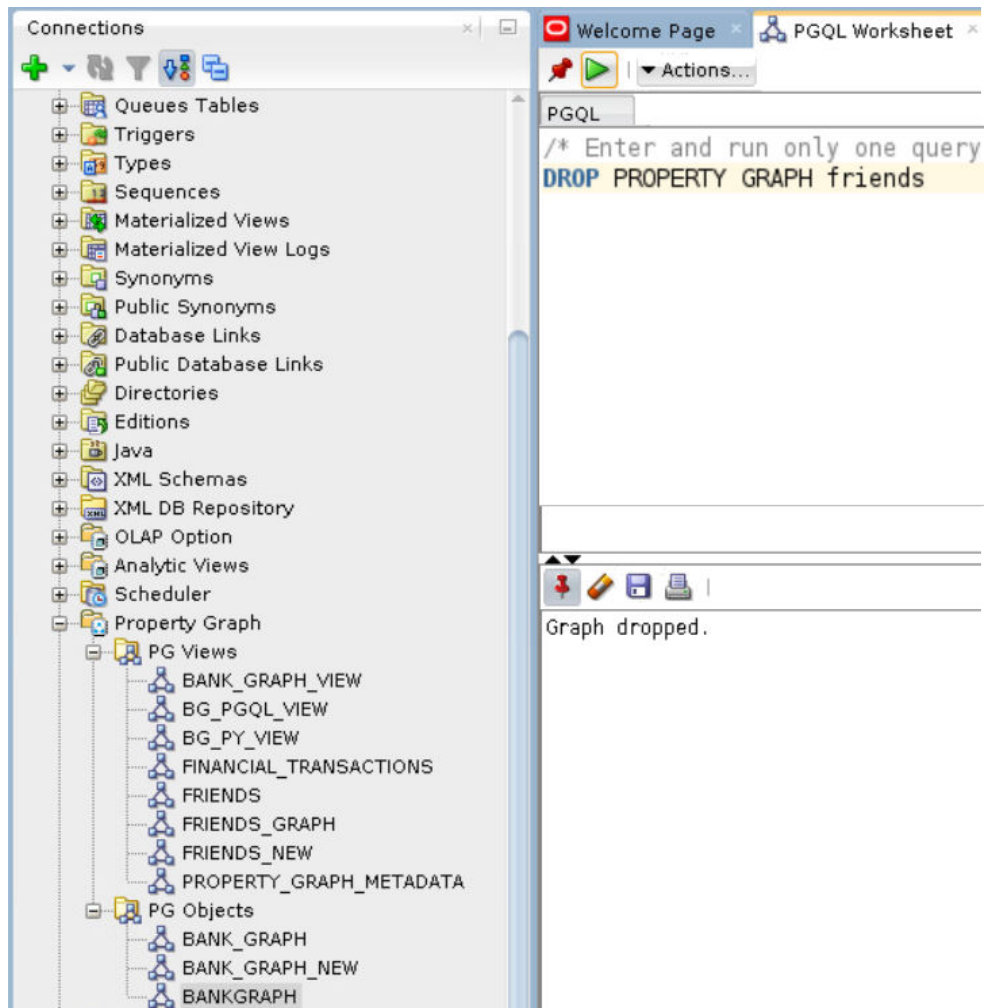 Connections
Queues Tables
Triggers
Types
Sequences
Materialized Views
Materialized View Logs
Synonyms
Public Synonyms
Database Links
Public Database Links
Directories
Editions
Java
XML Schemas
XML DB Repository
OLAP Option
Analytic Views
Scheduler
Property Graph
PG Views
BANK_GRAPH_VIEW
BG_PGQL_VIEW
BG_PY_VIEW
FINANCIAL_TRANSACTIONS
FRIENDS
FRIENDS_GRAPH
FRIENDS_NEW
PROPERTY_GRAPH_METADATA
PG Objects
BANK_GRAPH
BANK_GRAPH_NEW
BANKGRAPH
Welcome Page
PGQL Worksheet
Actions...
PGQL
/* Enter and run only one query
DROP PROPERTY GRAPH friends
Graph dropped.